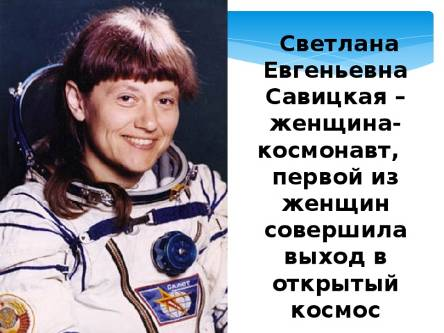 Светлана
Евгеньевна
Савицкая –
женщина-
космонавт,
первой из
женщин
совершила
выход в
открытый
космос